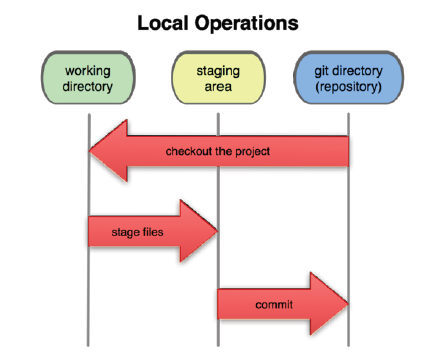 Local Operations
working
directory
staging
area
git directory
(repository)
checkout the project
stage files
commit